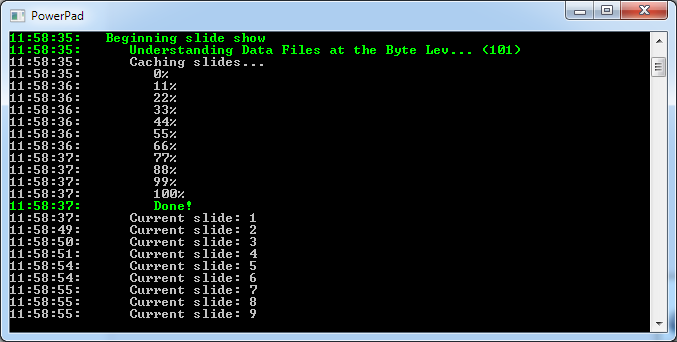 PowerPad
11:58:35: Beginning slide show
11:58:35: Understanding Data Files at the Byte Lev... (101)
11:58:35: Caching slides...
11:58:35: 0%
11:58:36: 11%
11:58:36: 22%
11:58:36: 33%
11:58:36: 44%
11:58:36: 55%
11:58:36: 66%
11:58:37: 77%
11:58:37: 88%
11:58:37: 99%
11:58:37: 100%
11:58:37: Done!
11:58:37: Current slide: 1
11:58:49: Current slide: 2
11:58:50: Current slide: 3
11:58:51: Current slide: 4
11:58:54: Current slide: 5
11:58:54: Current slide: 6
11:58:55: Current slide: 7
11:58:55: Current slide: 8
11:58:55: Current slide: 9